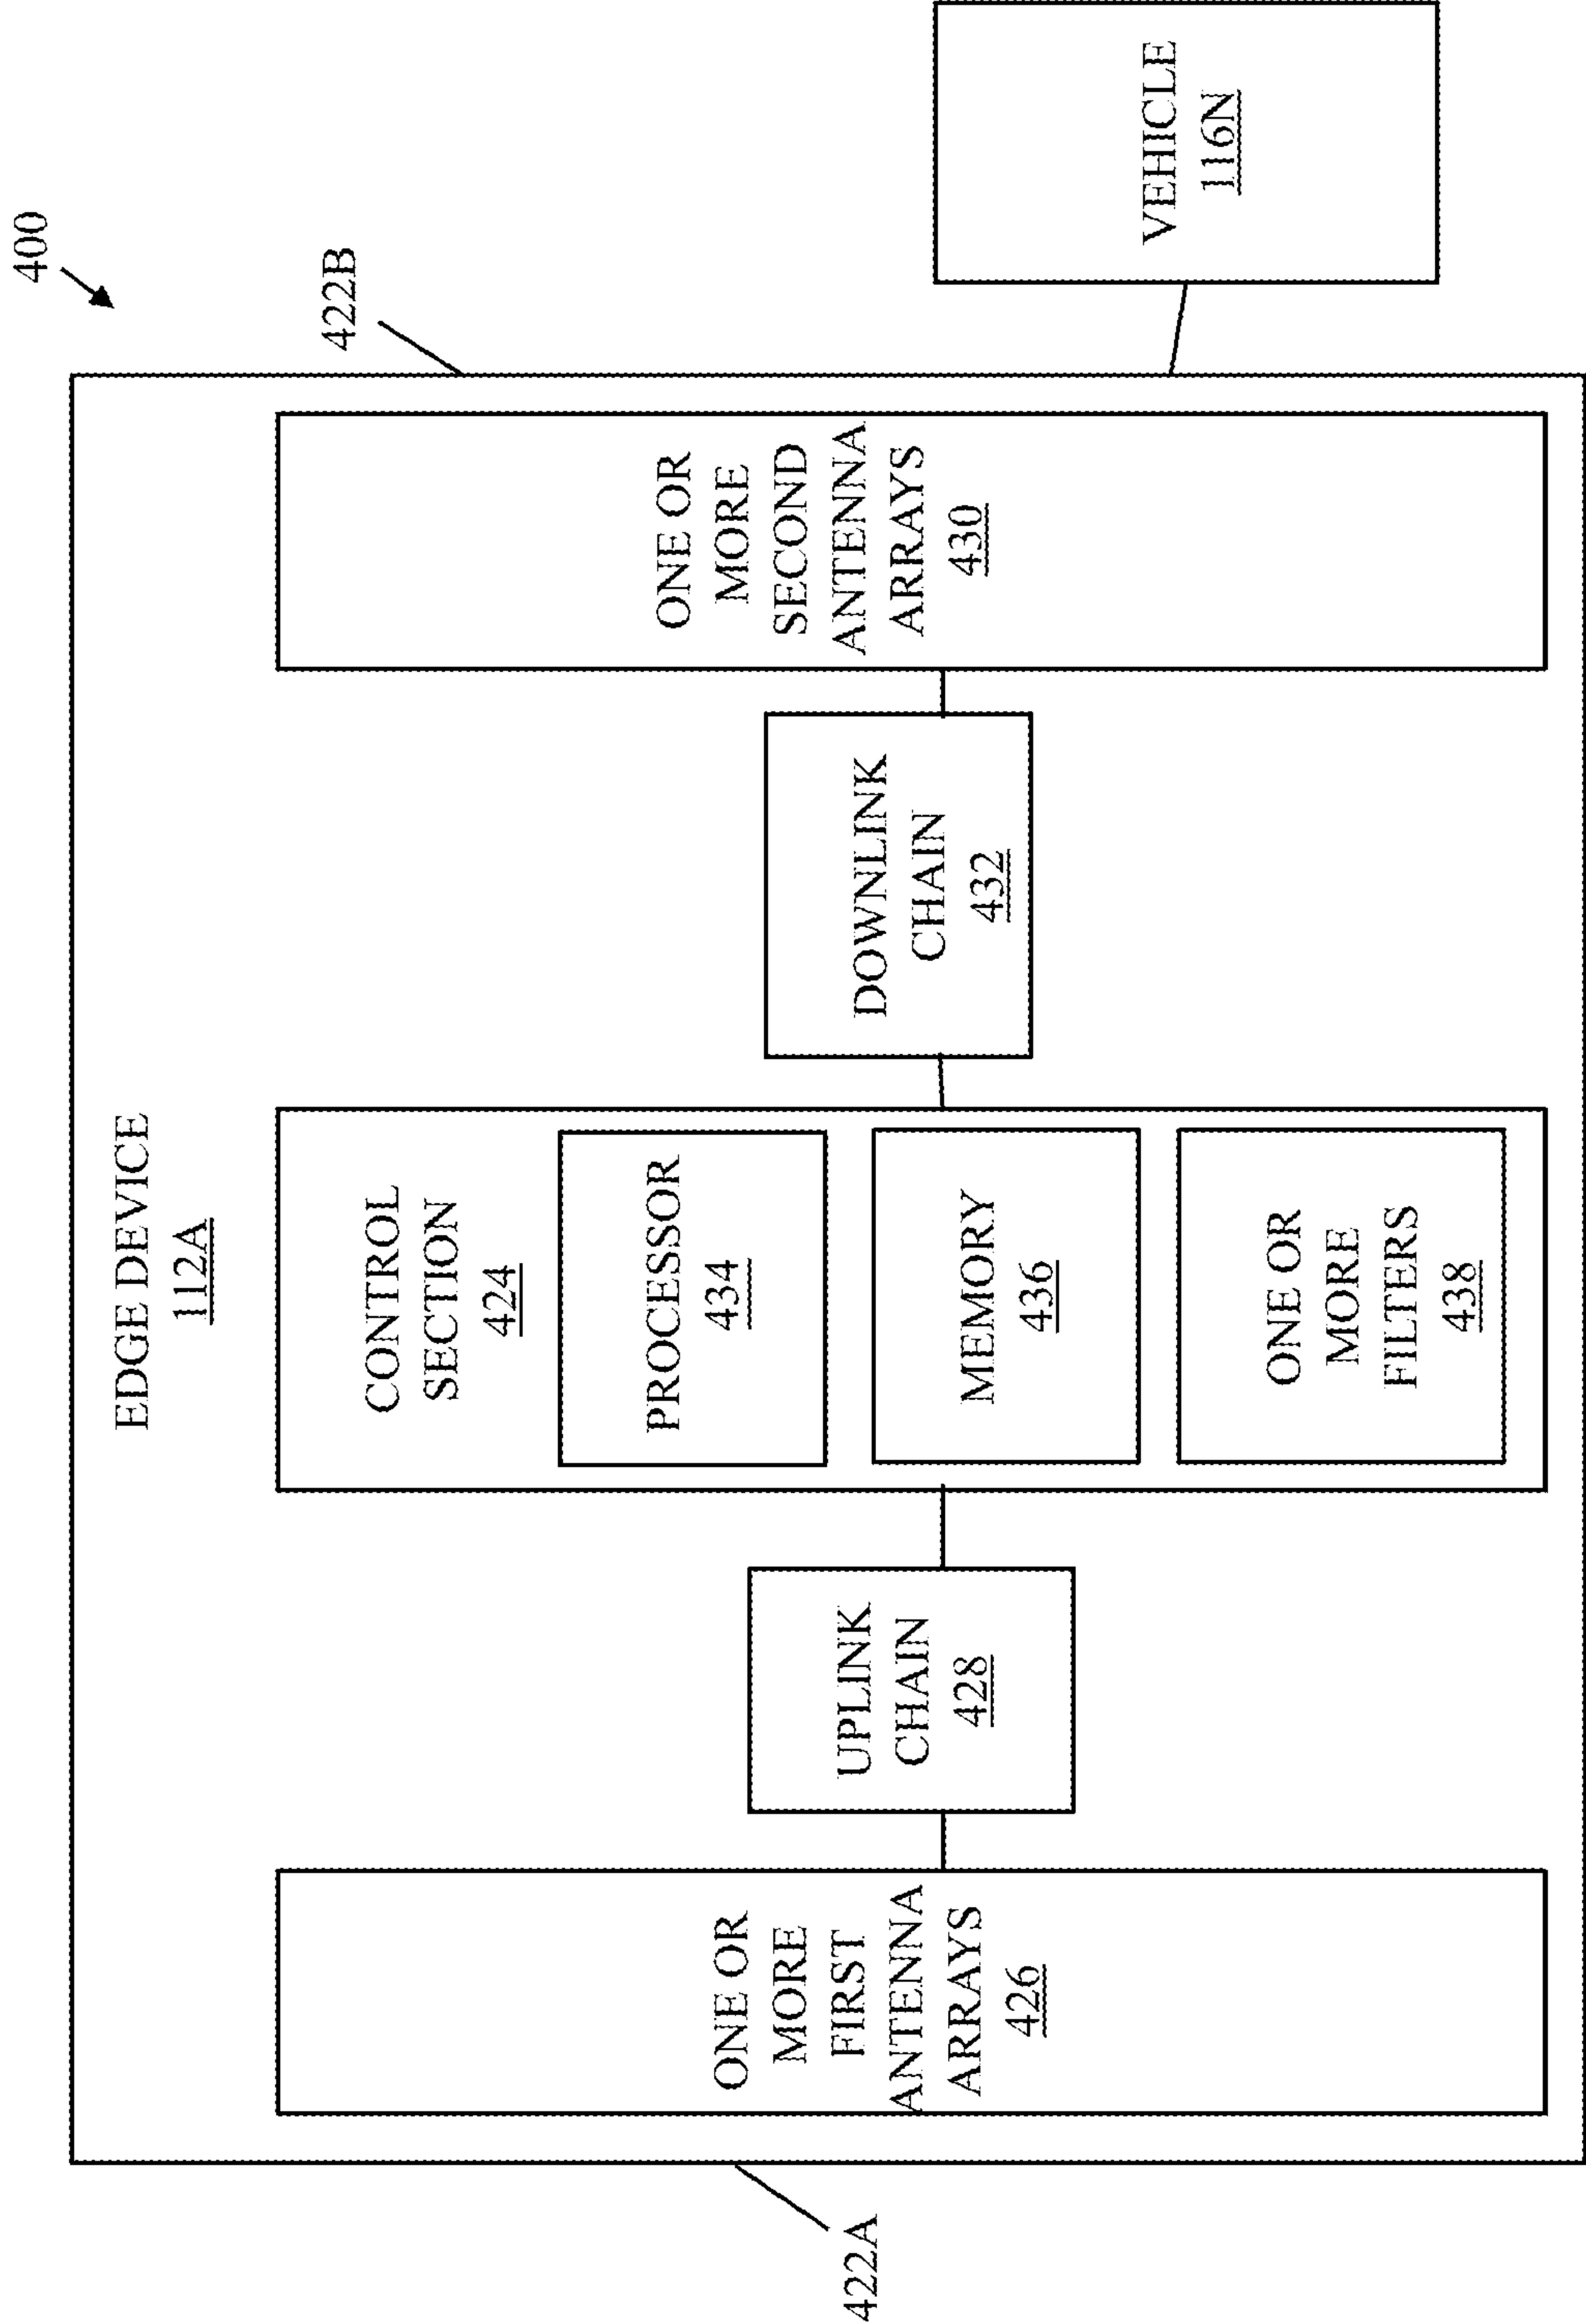 400
422A
422B
EDGE DEVICE
112A
ONE OR
MORE
FIRST
ANTENNA
ARRAYS
426
UPLINK
CHAIN
428
CONTROL
SECTION
424
PROCESSOR
434
MEMORY
436
ONE OR
MORE
FILTERS
438
DOWNLINK
CHAIN
432
ONE OR
MORE
SECOND
ANTENNA
ARRAYS
430
VEHICLE
116N